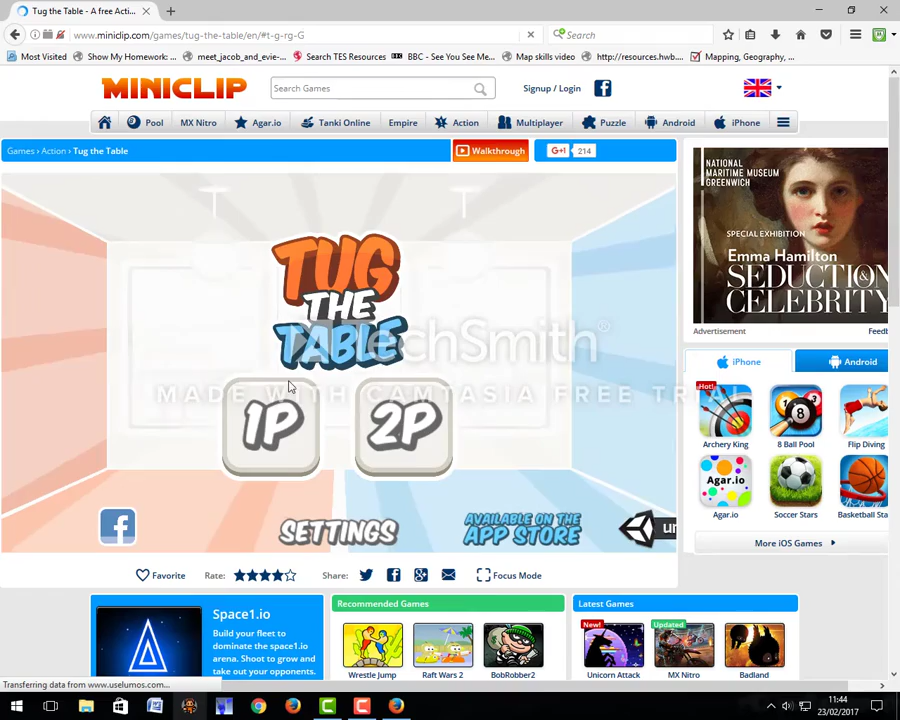 Tug the Table - A free Acti...
www.miniclip.com/games/tug-the-table/en/#t-g-rg-G
Search
Most Visited
Show My Homework: ...
meet_jacob_and_evie-...
Search TES Resources
BBC - See You See Me...
Map skills video
http://resources.hwb....
Mapping, Geography,...
MINICLIP
Search Games
Signup / Login
Pool
MX Nitro
Agar.io
Tanki Online
Empire
Action
Multiplayer
Puzzle
Android
iPhone
Games › Action › Tug the Table
Walkthrough
G+1
214
NATIONAL
MARITIME MUSEUM
GREENWICH
SPECIAL EXHIBITION
Emma Hamilton
SEDUCTION
& CELEBRITY
Advertisement
Feedb
TUG
THE
TABLE
TechSmith®
MADE WITH CAMTASIA FREE TRIAL
1P
2P
SETTINGS
AVAILABLE ON THE
APP STORE
un
iPhone
Android
Hot!
Archery King
8 Ball Pool
Flip Diving
Agar.io
Agar.io
Soccer Stars
Basketball Sta
More iOS Games
Favorite
Rate:
Share:
Focus Mode
Space1.io
Build your fleet to
dominate the space1.io
arena. Shoot to grow and
take out your opponents.
Recommended Games
Wrestle Jump
Raft Wars 2
BobRobber2
Latest Games
New!
Updated
Unicorn Attack
MX Nitro
Badland
Transferring data from www.uselumos.com...
11:44
23/02/2017